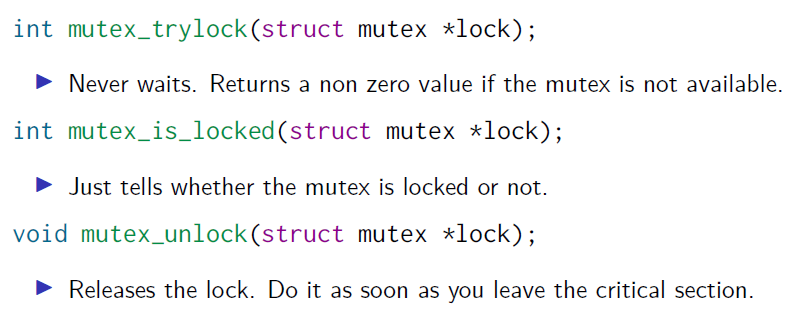 int mutex_trylock(struct mutex *lock);
▶ Never waits. Returns a non zero value if the mutex is not available.
int mutex_is_locked(struct mutex *lock);
▶ Just tells whether the mutex is locked or not.
void mutex_unlock(struct mutex *lock);
▶ Releases the lock. Do it as soon as you leave the critical section.